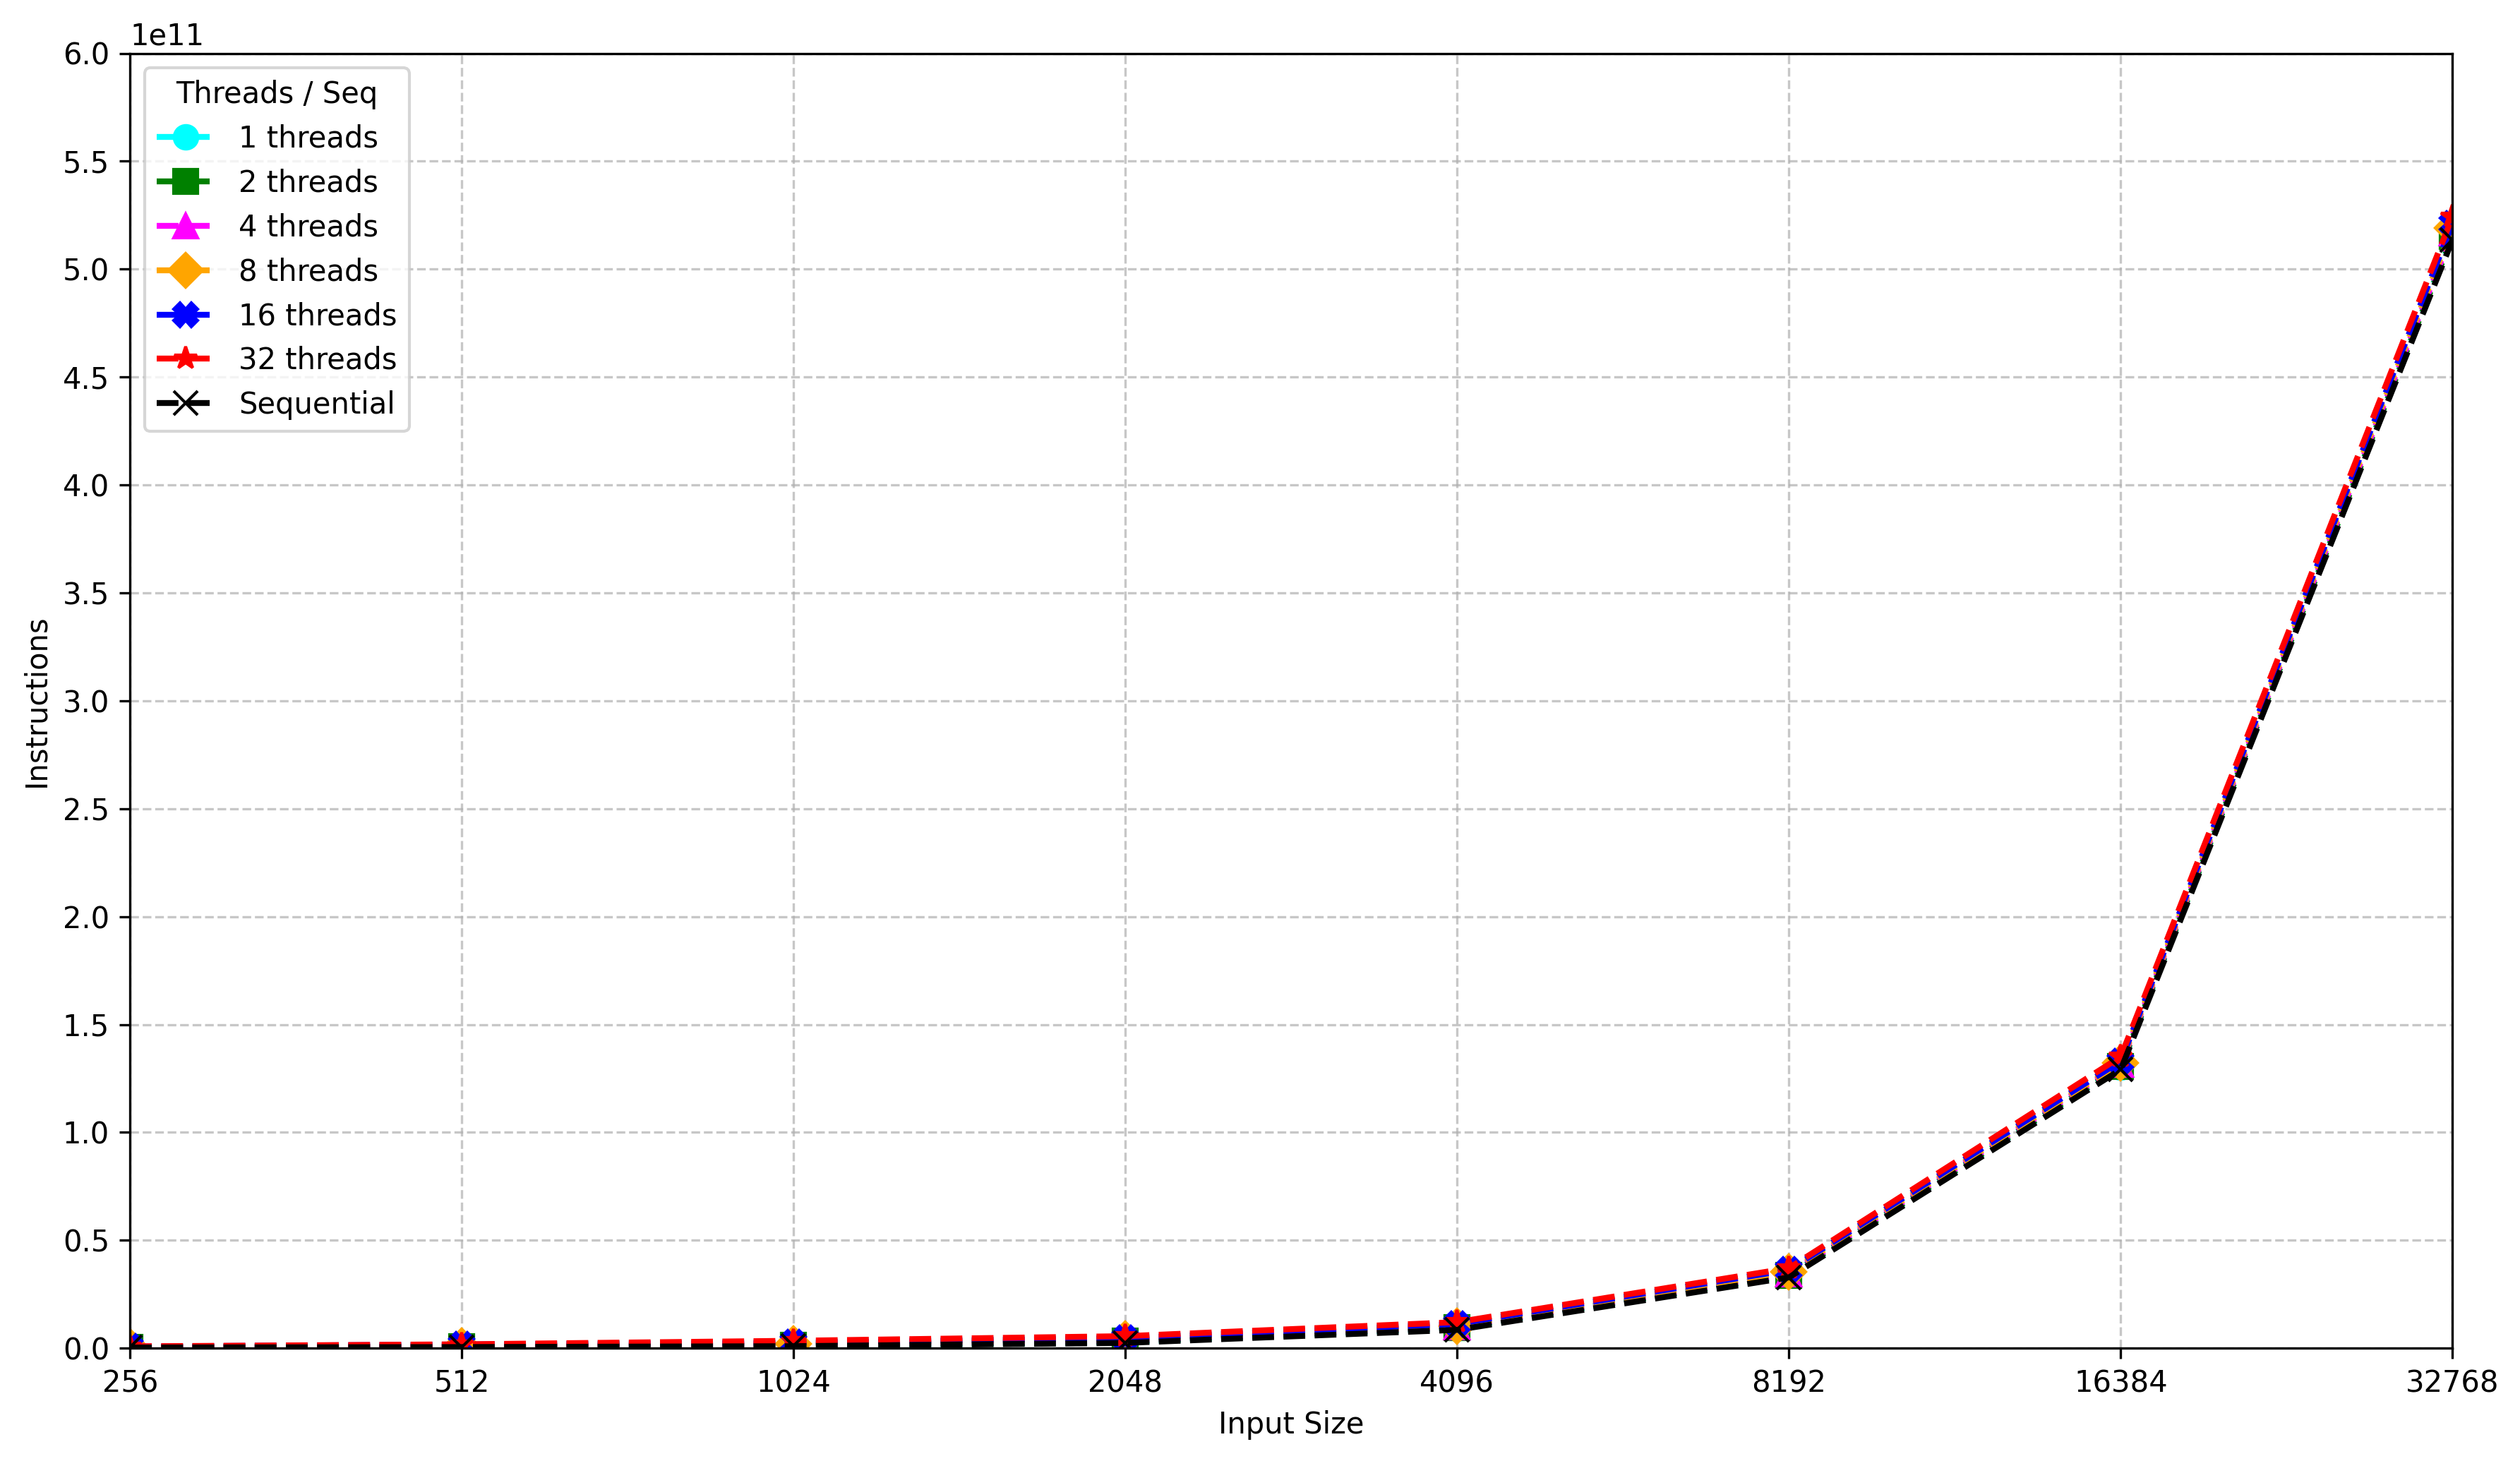 1e11
6.0
5.5
5.0
4.5
4.0
3.5
3.0
2.5
2.0
1.5
1.0
0.5
0.0
Instructions
Threads / Seq
1 threads
2 threads
4 threads
8 threads
16 threads
32 threads
Sequential
256 512 1024 2048 4096 8192 16384 32768
Input Size